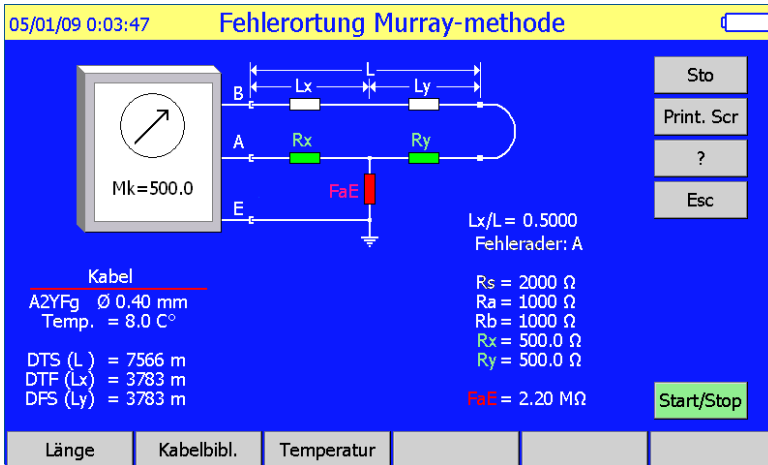 05/01/09 0:03:47 Fehlerortung Murray-methode
L
Lx Ly
B
A
Rx Ry
FaE
E
Mk=500.0
Sto
Print. Scr
?
Esc
Lx/L = 0.5000
Fehlerader: A
Kabel
A2YFg Ø 0.40 mm
Temp. = 8.0 C°
DTS (L ) = 7566 m
DTF (Lx) = 3783 m
DFS (Ly) = 3783 m
Rs = 2000 Ω
Ra = 1000 Ω
Rb = 1000 Ω
Rx = 500.0 Ω
Ry = 500.0 Ω
FaE = 2.20 MΩ
Start/Stop
Länge Kabelbibl. Temperatur